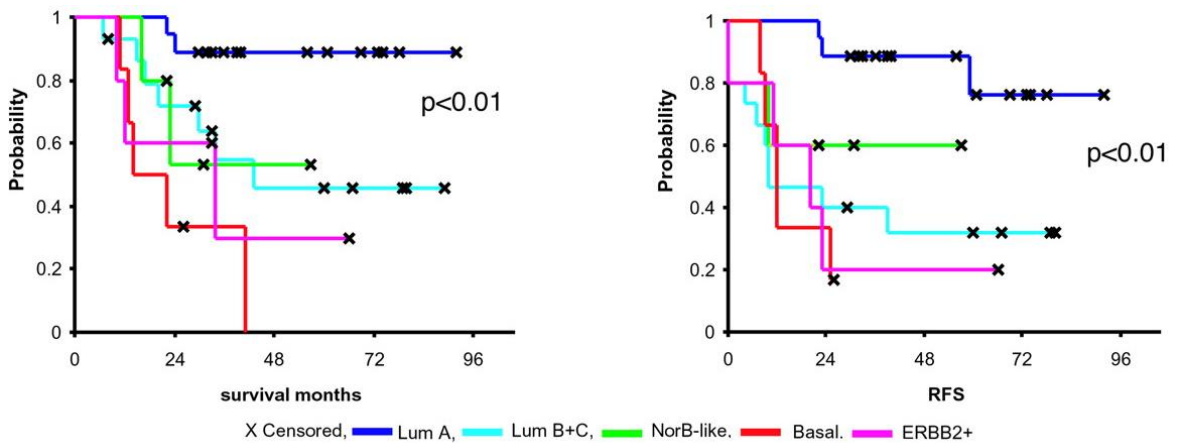 1
0.8
0.6
0.4
0.2
0
Probability
p<0.01
0 24 48 72 96
survival months
1
0.8
0.6
0.4
0.2
0
Probability
p<0.01
0 24 48 72 96
RFS
X Censored, Lum A, Lum B+C, NorB-like. Basal. ERBB2+